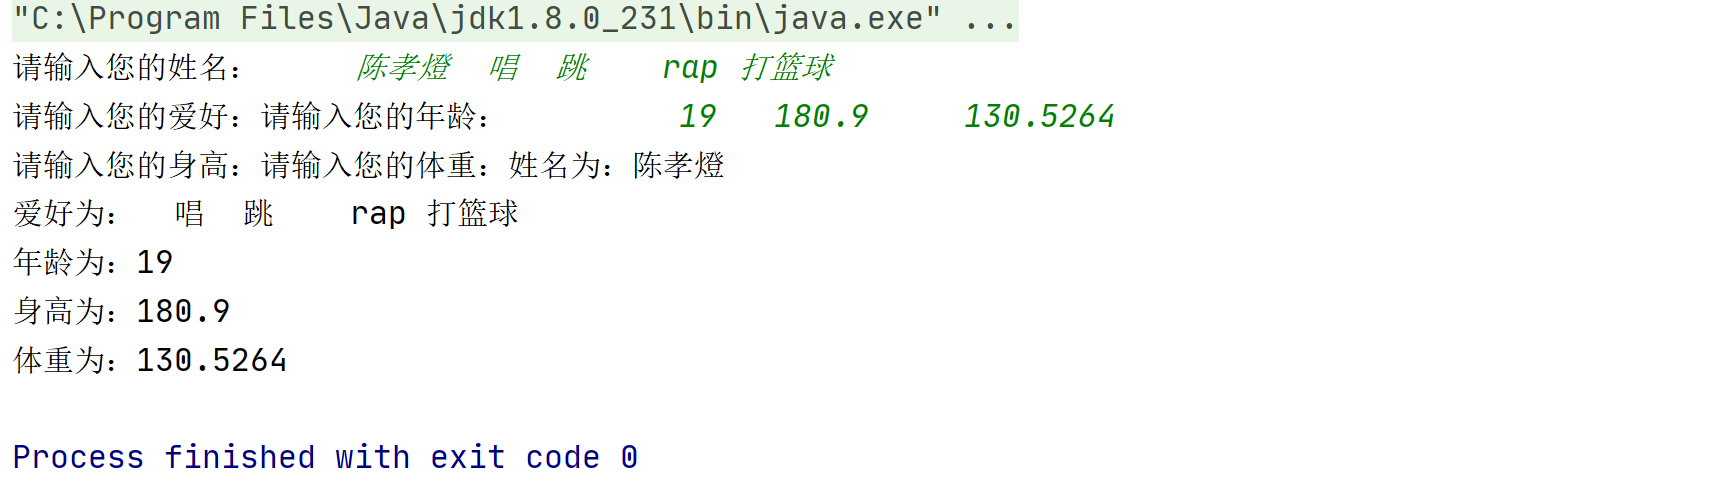 "C:\Program Files\Java\jdk1.8.0_231\bin\java.exe" ...
请输入您的姓名：      陈孝燈  唱  跳    rap 打篮球
请输入您的爱好：请输入您的年龄：          19   180.9     130.5264
请输入您的身高：请输入您的体重：姓名为：陈孝燈
爱好为：  唱  跳    rap 打篮球
年龄为：19
身高为：180.9
体重为：130.5264
Process finished with exit code 0